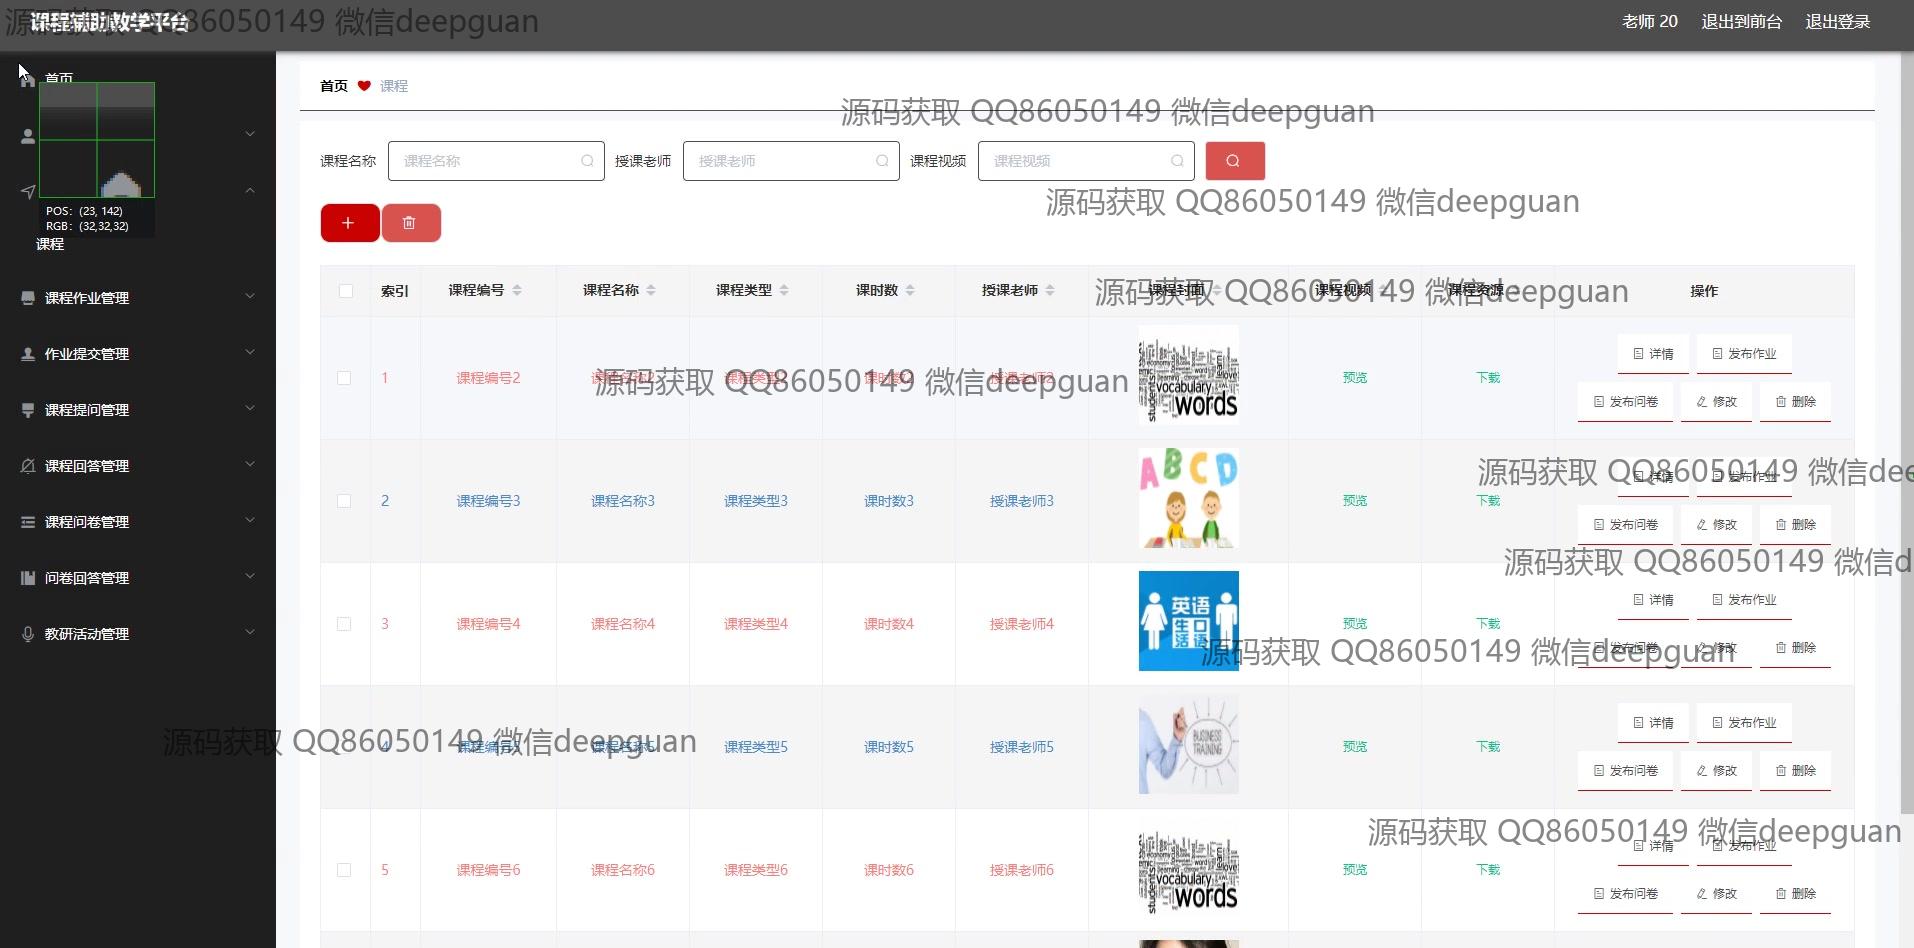 课程辅助教学平台
源码获取 QQ86050149 微信deepguan
老师 20 退出到前台 退出登录
首页
POS: (23, 142)
RGB: (32,32,32)
课程
课程作业管理
作业提交管理
课程提问管理
课程回答管理
课程问卷管理
问卷回答管理
教研活动管理
首页 课程
源码获取 QQ86050149 微信deepguan
课程名称 课程名称 授课老师 授课老师 课程视频 课程视频
源码获取 QQ86050149 微信deepguan
索引 课程编号 课程名称 课程类型 课时数 授课老师 课程封面 课程视频 课程资源 操作
源码获取 QQ86050149 微信deepguan
1 课程编号2 课程名称2 课程类型2 课时数2 授课老师2 预览 下载
vocabulary
words
students
详情 发布作业
发布问卷 修改 删除
源码获取 QQ86050149 微信deepguan
2 课程编号3 课程名称3 课程类型3 课时数3 授课老师3 预览 下载
ABCD
详情 发布作业
发布问卷 修改 删除
源码获取 QQ86050149 微信dee
源码获取 QQ86050149 微信d
3 课程编号4 课程名称4 课程类型4 课时数4 授课老师4 预览 下载
英语
生口
活语
详情 发布作业
发布问卷 修改 删除
源码获取 QQ86050149 微信deepguan
4 课程编号5 课程名称5 课程类型5 课时数5 授课老师5 预览 下载
BUSINESS
TRAINING
详情 发布作业
发布问卷 修改 删除
源码获取 QQ86050149 微信deepguan
5 课程编号6 课程名称6 课程类型6 课时数6 授课老师6 预览 下载
vocabulary
words
students
详情 发布作业
发布问卷 修改 删除
源码获取 QQ86050149 微信deepguan